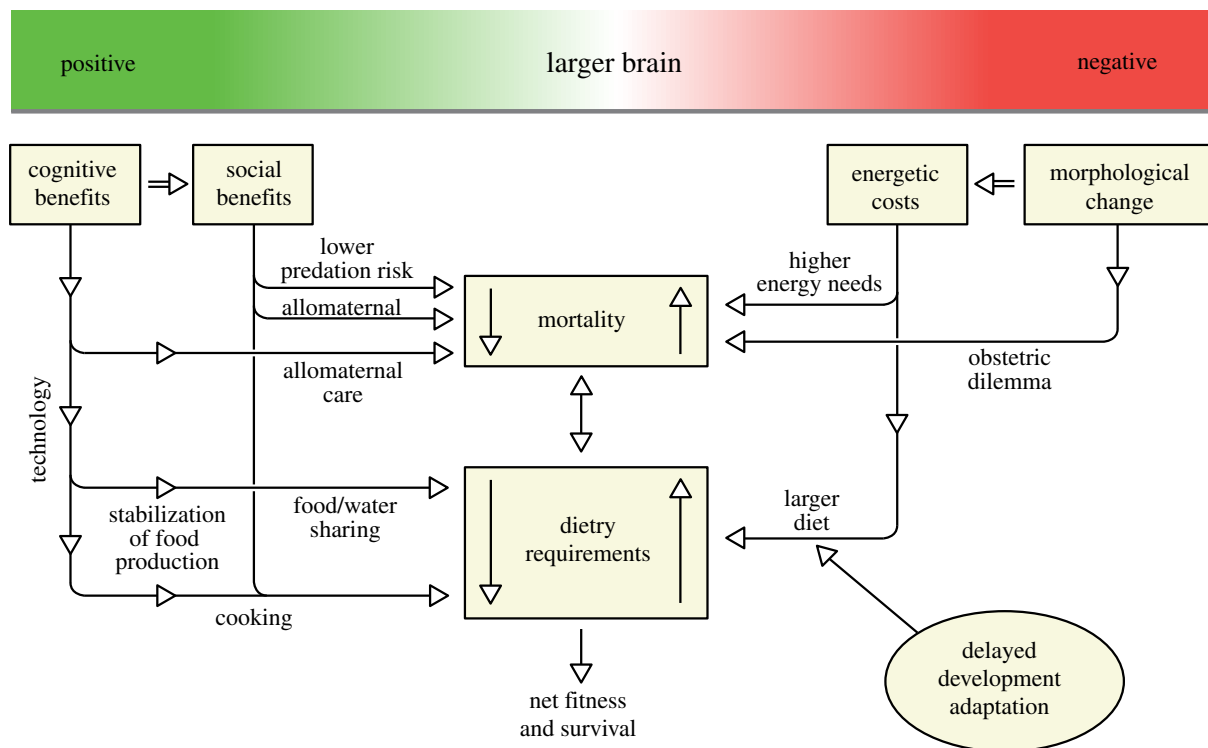 positive
larger brain
negative
cognitive
benefits
social
benefits
energetic
costs
morphological
change
lower
predation risk
allomaternal
allomaternal
care
technology
mortality
higher
energy needs
obstetric
dilemma
stabilization
of food
production
food/water
sharing
cooking
dietry
requirements
larger
diet
delayed
development
adaptation
net fitness
and survival